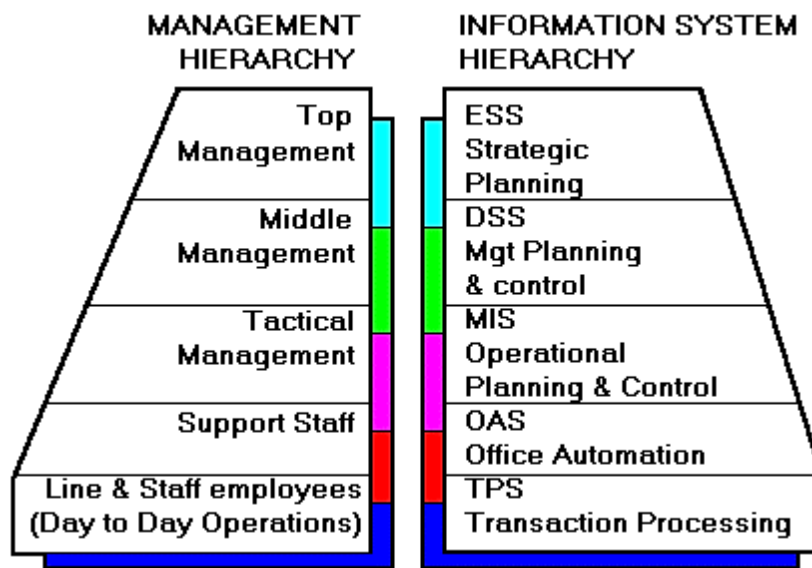 MANAGEMENT
HIERARCHY
Top
Management
Middle
Management
Tactical
Management
Support Staff
Line & Staff employees
(Day to Day Operations)
INFORMATION SYSTEM
HIERARCHY
ESS
Strategic
Planning
DSS
Mgt Planning
& control
MIS
Operational
Planning & Control
OAS
Office Automation
TPS
Transaction Processing